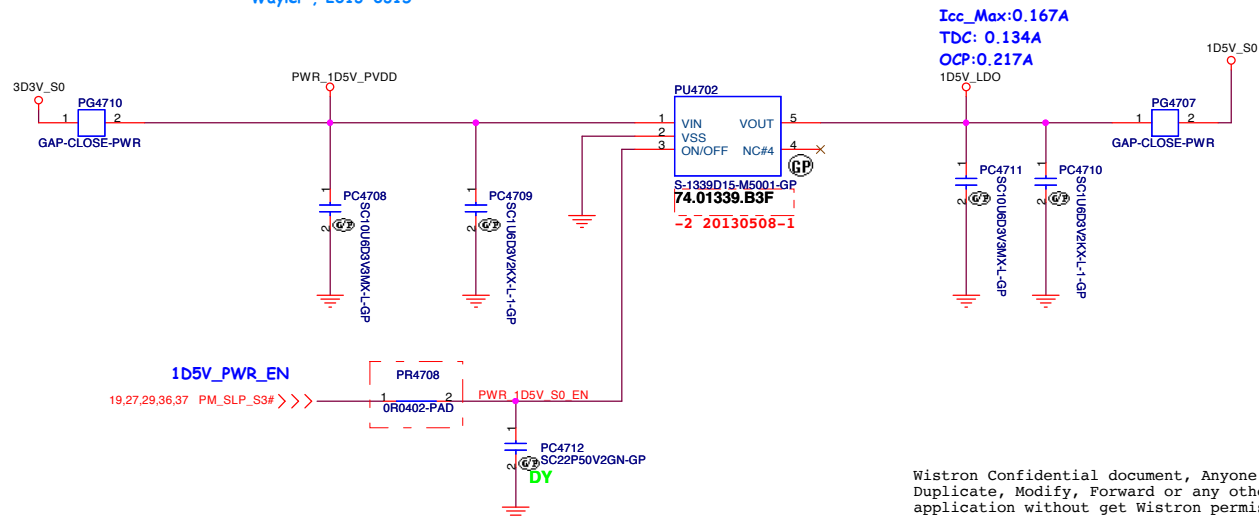 Icc_Max:0.167A
TDC: 0.134A
OCP:0.217A
3D3V_S0
PWR_1D5V_PVDD
1D5V_LDO
1D5V_S0
PG4710
1 2
GAP-CLOSE-PWR
PU4702
1 VIN VOUT 5
2 VSS
3 ON/OFF NC#4 4
GP
S-1339D15-M5001-GP
74.01339.B3F
-2 20130508-1
PG4707
1 2
GAP-CLOSE-PWR
1
PC4708
2
SC10U6D3V3MX-L-GP
1
PC4709
2
SC1U6D3V2KX-L-1-GP
1
PC4711
2
SC10U6D3V3MX-L-GP
1
PC4710
2
SC1U6D3V2KX-L-1-GP
1D5V_PWR_EN
19,27,29,36,37 PM_SLP_S3#
PR4708
1 2
0R0402-PAD
PWR_1D5V_S0_EN
1
PC4712
2
SC22P50V2GN-GP
DY
Wistron Confidential document, Anyone
Duplicate, Modify, Forward or any othe
application without get Wistron permis